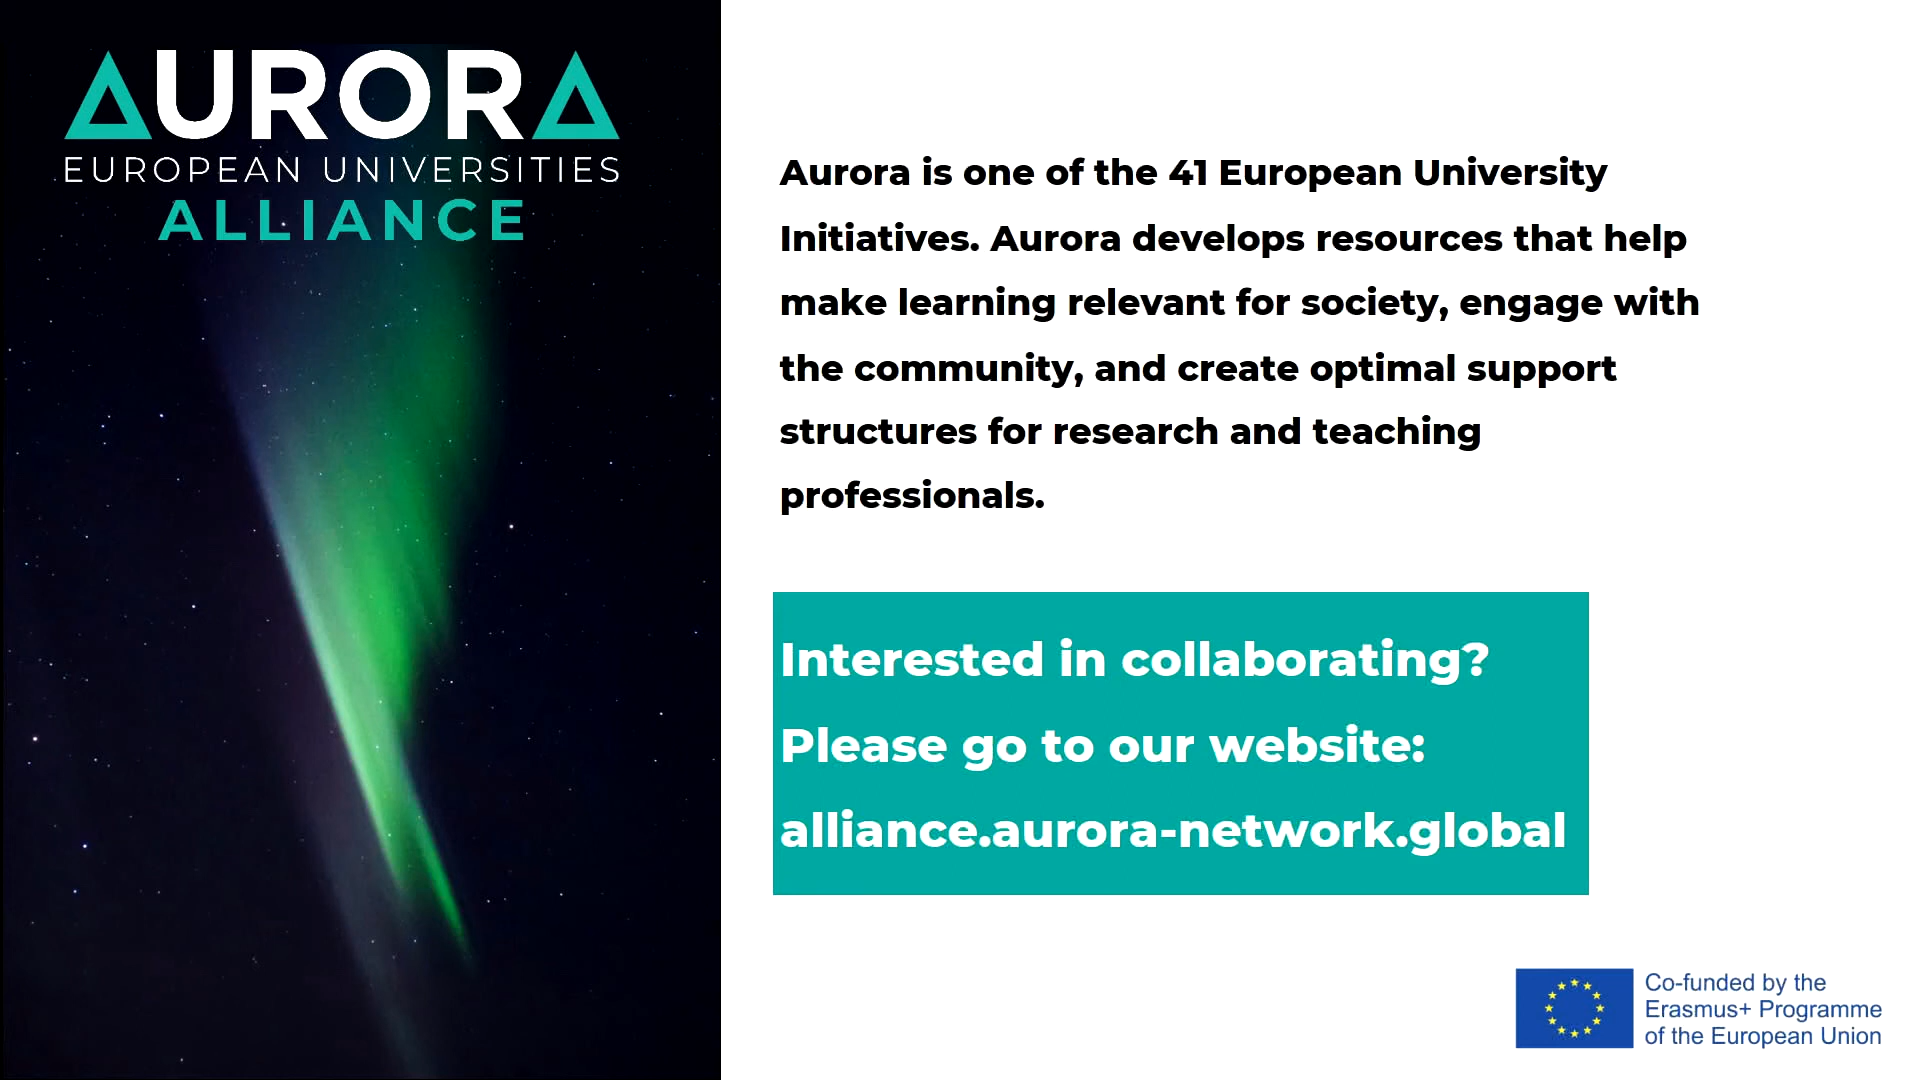 AURORA
EUROPEAN UNIVERSITIES
ALLIANCE
Aurora is one of the 41 European University
Initiatives. Aurora develops resources that help
make learning relevant for society, engage with
the community, and create optimal support
structures for research and teaching
professionals.
Interested in collaborating?
Please go to our website:
alliance.aurora-network.global
Co-funded by the
Erasmus+ Programme
of the European Union